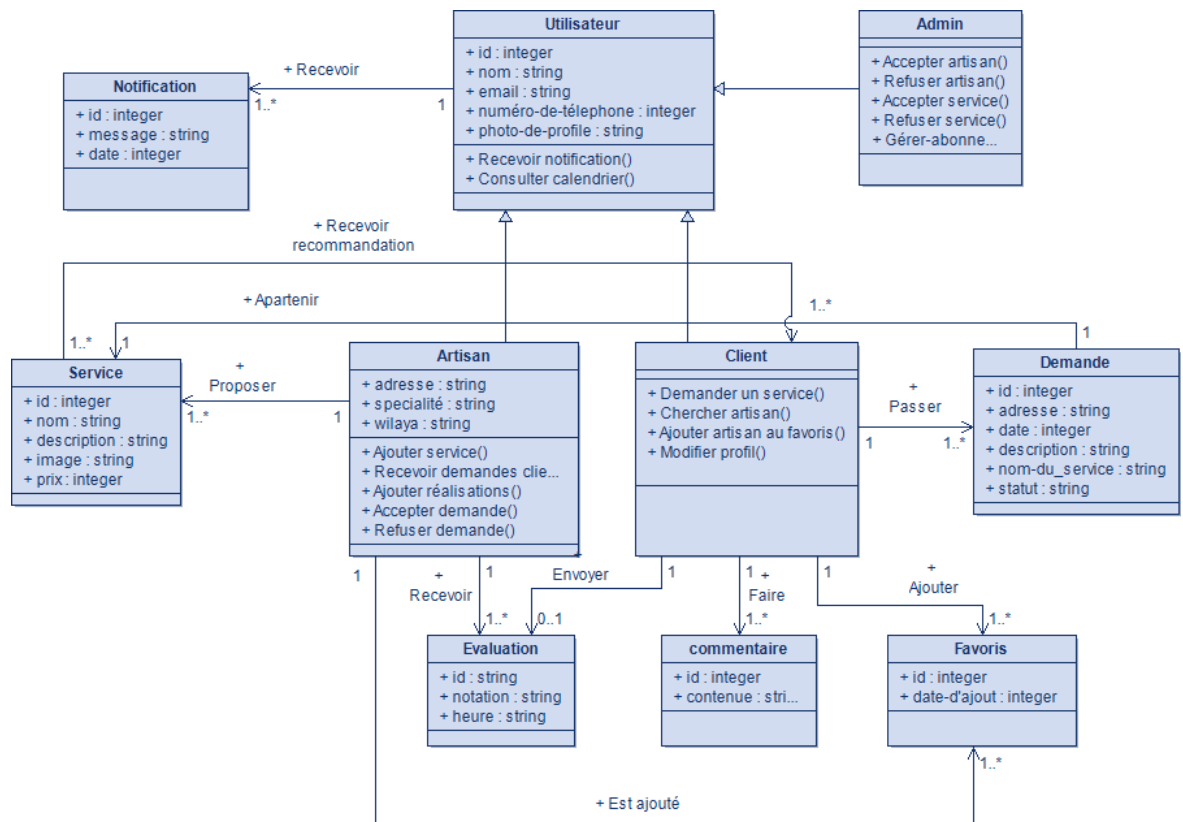 Utilisateur
+ id : integer
+ nom : string
+ email : string
+ numéro-de-télephone : integer
+ photo-de-profile : string
+ Recevoir notification()
+ Consulter calendrier()
Admin
+ Accepter artisan()
+ Refuser artisan()
+ Accepter service()
+ Refuser service()
+ Gérer-abonne...
Notification
+ id : integer
+ message : string
+ date : integer
+ Recevoir
1..*
1
+ Recevoir
recommandation
1..*
1..*
+ Apartenir
1
1
Service
+ id : integer
+ nom : string
+ description : string
+ image : string
+ prix : integer
+
Proposer
1..*
1
Artisan
+ adresse : string
+ specialité : string
+ wilaya : string
+ Ajouter service()
+ Recevoir demandes clie...
+ Ajouter réalisations()
+ Accepter demande()
+ Refuser demande()
Client
+ Demander un service()
+ Chercher artisan()
+ Ajouter artisan au favoris()
+ Modifier profil()
+
Passer
1
1..*
Demande
+ id : integer
+ adresse : string
+ date : integer
+ description : string
+ nom-du_service : string
+ statut : string
1
+
Recevoir
1
1..*
+
Envoyer
1
0..1
1
+
Faire
1..*
1
+
Ajouter
1..*
Evaluation
+ id : string
+ notation : string
+ heure : string
commentaire
+ id : integer
+ contenue : stri...
Favoris
+ id : integer
+ date-d'ajout : integer
1..*
+ Est ajouté